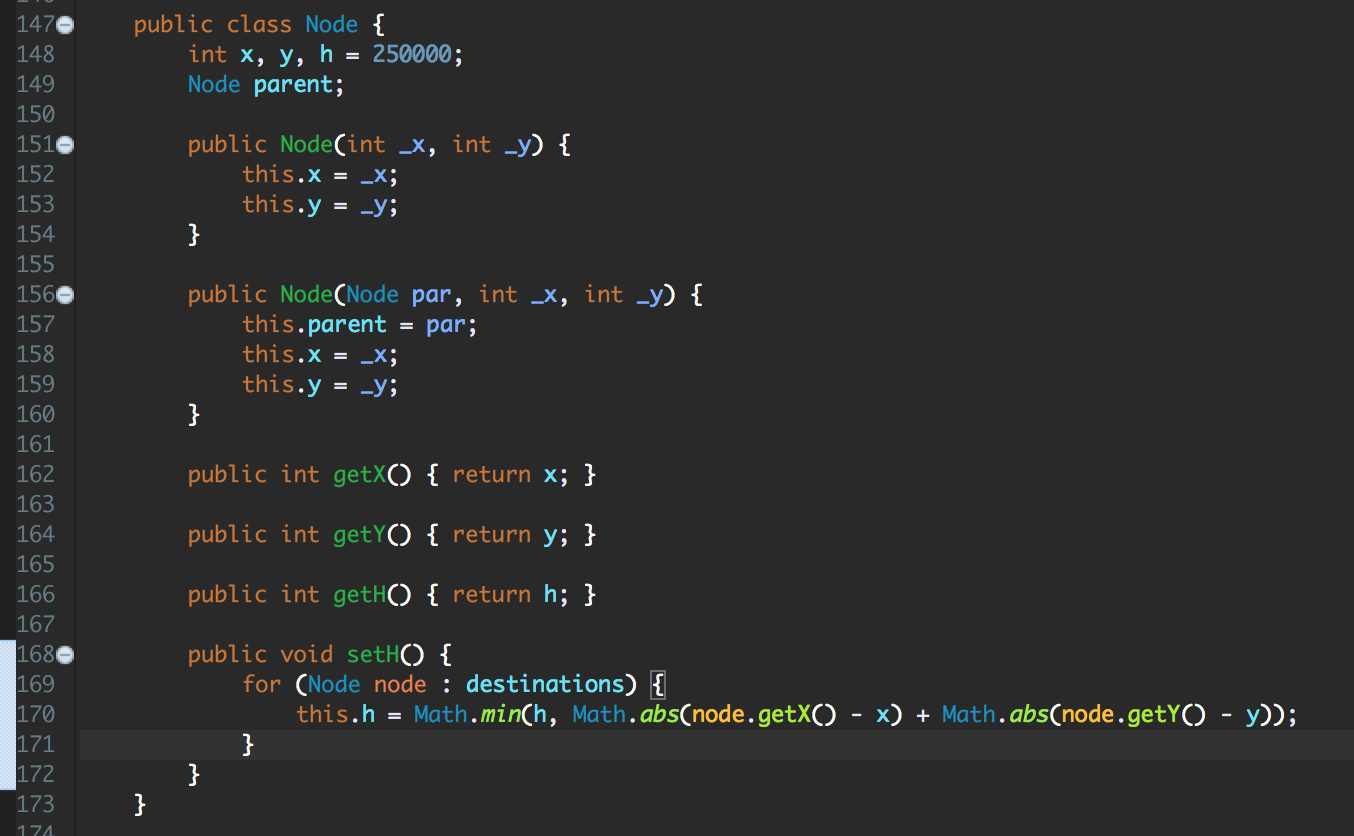 147 public class Node {
148 int x, y, h = 250000;
149 Node parent;
150
151 public Node(int _x, int _y) {
152 this.x = _x;
153 this.y = _y;
154 }
155
156 public Node(Node par, int _x, int _y) {
157 this.parent = par;
158 this.x = _x;
159 this.y = _y;
160 }
161
162 public int getX() { return x; }
163
164 public int getY() { return y; }
165
166 public int getH() { return h; }
167
168 public void setH() {
169 for (Node node : destinations) {
170 this.h = Math.min(h, Math.abs(node.getX() - x) + Math.abs(node.getY() - y));
171 }
172 }
173 }
174